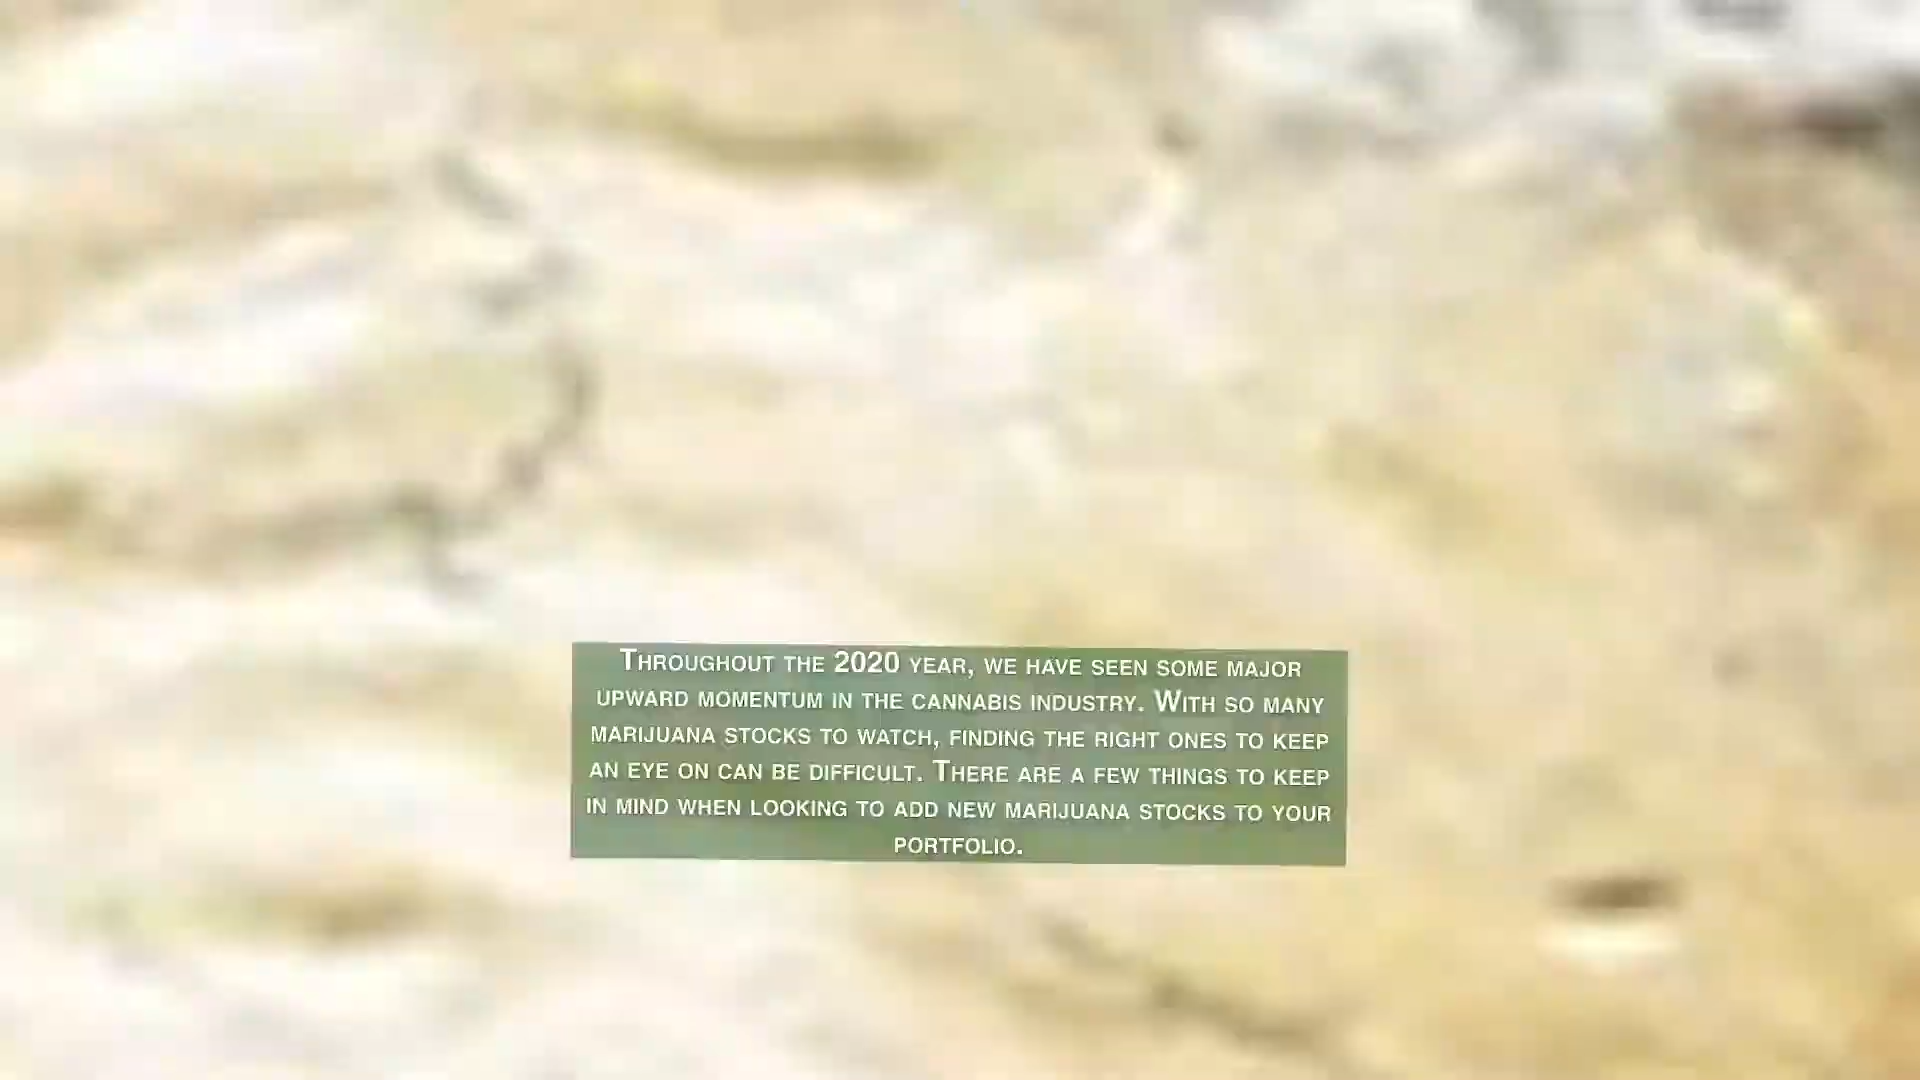 Throughout the 2020 year, we have seen some major
upward momentum in the cannabis industry. With so many
marijuana stocks to watch, finding the right ones to keep
an eye on can be difficult. There are a few things to keep
in mind when looking to add new marijuana stocks to your
portfolio.